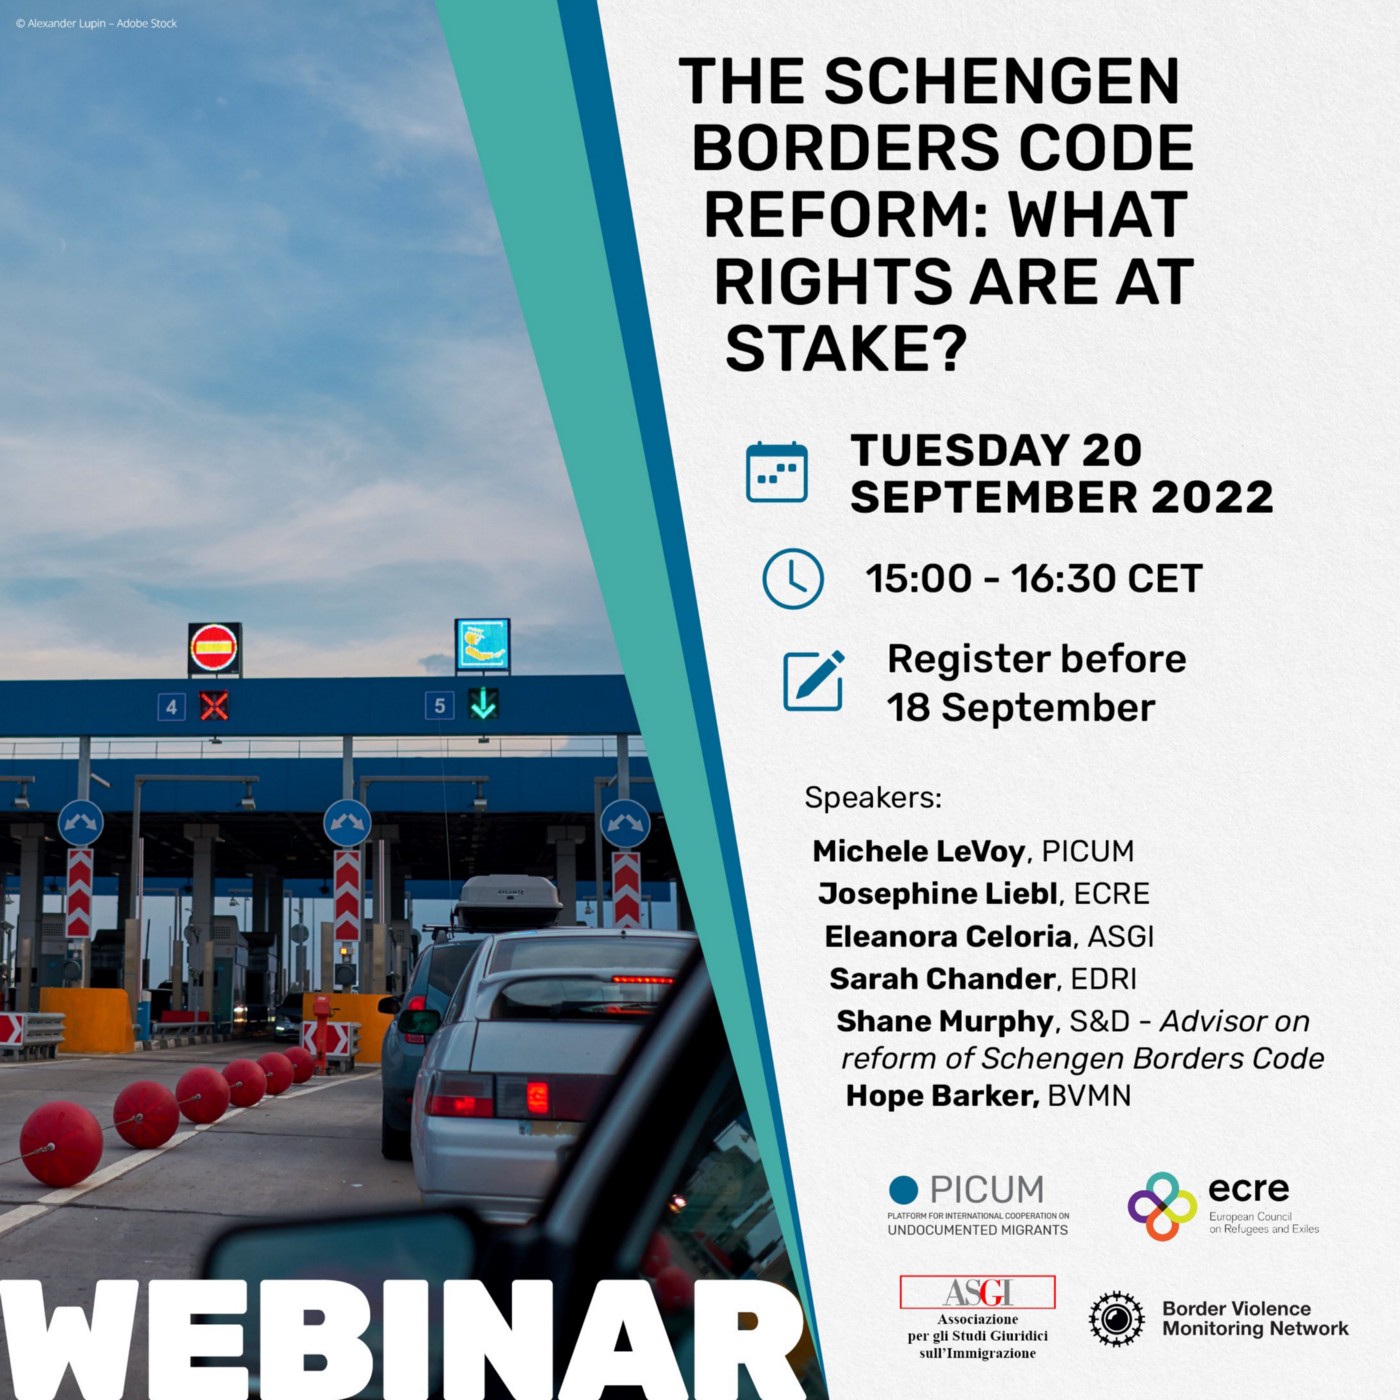 © Alexander Lupin – Adobe Stock
THE SCHENGEN
BORDERS CODE
REFORM: WHAT
RIGHTS ARE AT
STAKE?
TUESDAY 20
SEPTEMBER 2022
15:00 - 16:30 CET
Register before
18 September
Speakers:
Michele LeVoy, PICUM
Josephine Liebl, ECRE
Eleanora Celoria, ASGI
Sarah Chander, EDRI
Shane Murphy, S&D - Advisor on
reform of Schengen Borders Code
Hope Barker, BVMN
4
5
PICUM
PLATFORM FOR INTERNATIONAL COOPERATION ON
UNDOCUMENTED MIGRANTS
ecre
European Council
on Refugees and Exiles
ASGI
Associazione
per gli Studi Giuridici
sull'Immigrazione
Border Violence
Monitoring Network
WEBINAR